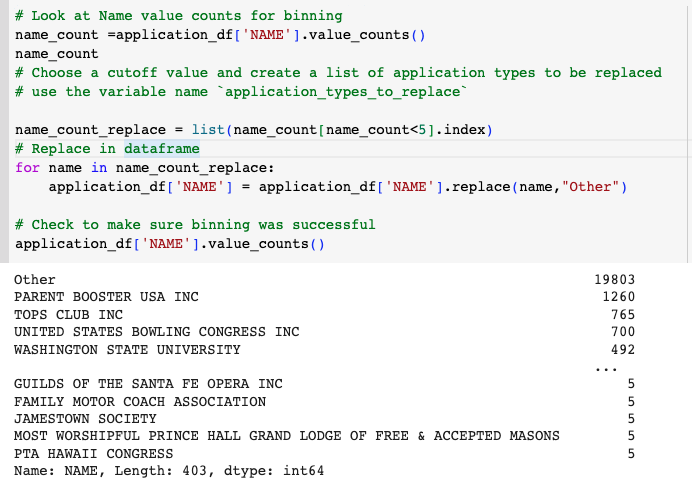 # Look at Name value counts for binning
name_count =application_df['NAME'].value_counts()
name_count
# Choose a cutoff value and create a list of application types to be replaced
# use the variable name `application_types_to_replace`
name_count_replace = list(name_count[name_count<5].index)
# Replace in dataframe
for name in name_count_replace:
    application_df['NAME'] = application_df['NAME'].replace(name,"Other")
# Check to make sure binning was successful
application_df['NAME'].value_counts()
Other 19803
PARENT BOOSTER USA INC 1260
TOPS CLUB INC 765
UNITED STATES BOWLING CONGRESS INC 700
WASHINGTON STATE UNIVERSITY 492
...
GUILDS OF THE SANTA FE OPERA INC 5
FAMILY MOTOR COACH ASSOCIATION 5
JAMESTOWN SOCIETY 5
MOST WORSHIPFUL PRINCE HALL GRAND LODGE OF FREE & ACCEPTED MASONS 5
PTA HAWAII CONGRESS 5
Name: NAME, Length: 403, dtype: int64